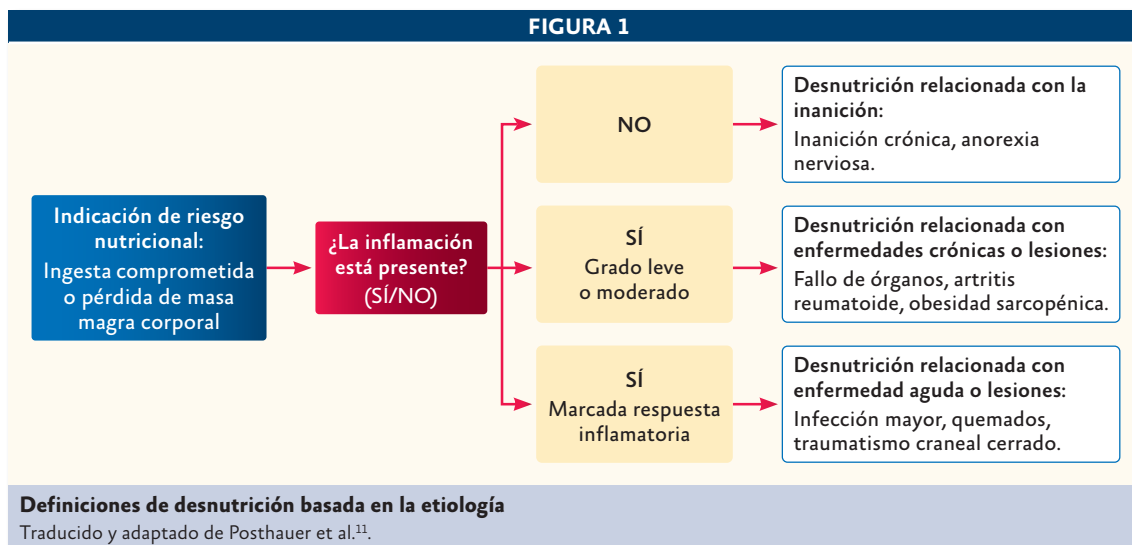 FIGURA 1
Indicación de riesgo
nutricional:
Ingesta comprometida
o pérdida de masa
magra corporal
¿La inflamación
está presente?
(SÍ/NO)
NO
Desnutrición relacionada con la
inanición:
Inanición crónica, anorexia
nerviosa.
SÍ
Grado leve
o moderado
Desnutrición relacionada con
enfermedades crónicas o lesiones:
Fallo de órganos, artritis
reumatoide, obesidad sarcopénica.
SÍ
Marcada respuesta
inflamatoria
Desnutrición relacionada con
enfermedad aguda o lesiones:
Infección mayor, quemados,
traumatismo craneal cerrado.
Definiciones de desnutrición basada en la etiología
Traducido y adaptado de Posthauer et al.¹¹.